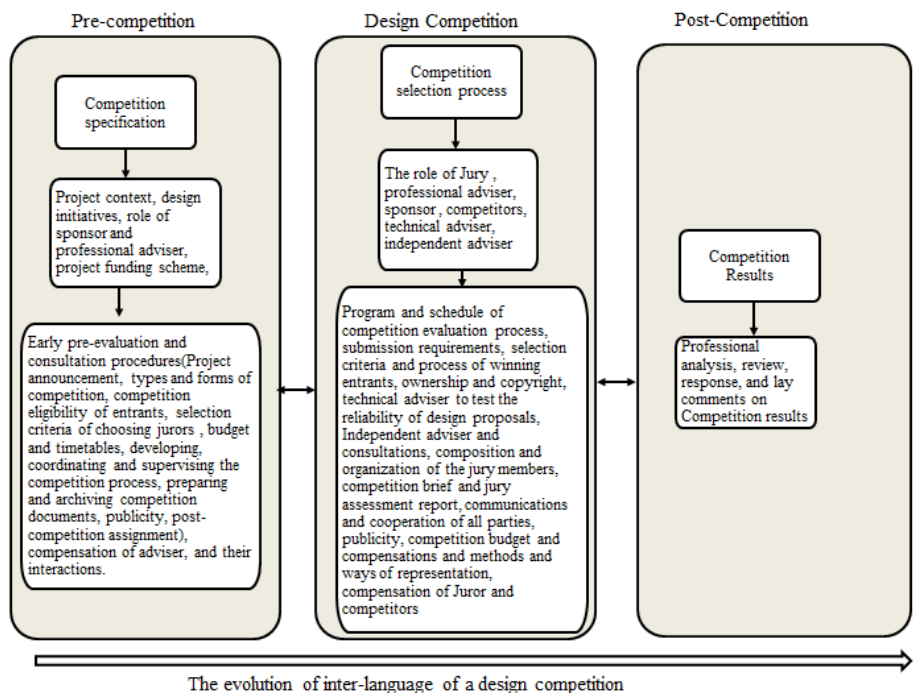 Pre-competition
Competition
specification
Project context, design
initiatives, role of
sponsor and
professional adviser,
project funding scheme,
Early pre-evaluation and
consultation procedures(Project
announcement, types and forms of
competition, competition
eligibility of entrants, selection
criteria of choosing jurors , budget
and timetables, developing,
coordinating and supervising the
competition process, preparing
and archiving competition
documents, publicity, post-
competition assignment),
compensation of adviser, and their
interactions.
Design Competition
Competition
selection process
The role of Jury ,
professional adviser,
sponsor , competitors,
technical adviser,
independent adviser
Program and schedule of
competition evaluation process,
submission requirements, selection
criteria and process of winning
entrants, ownership and copyright,
technical adviser to test the
reliability of design proposals,
Independent adviser and
consultations, composition and
organization of the jury members,
competition brief and jury
assessment report, communications
and cooperation of all parties,
publicity, competition budget and
compensations and methods and
ways of representation,
compensation of Juror and
competitors
Post-Competition
Competition
Results
Professional
analysis, review,
response, and lay
comments on
Competition results
The evolution of inter-language of a design competition